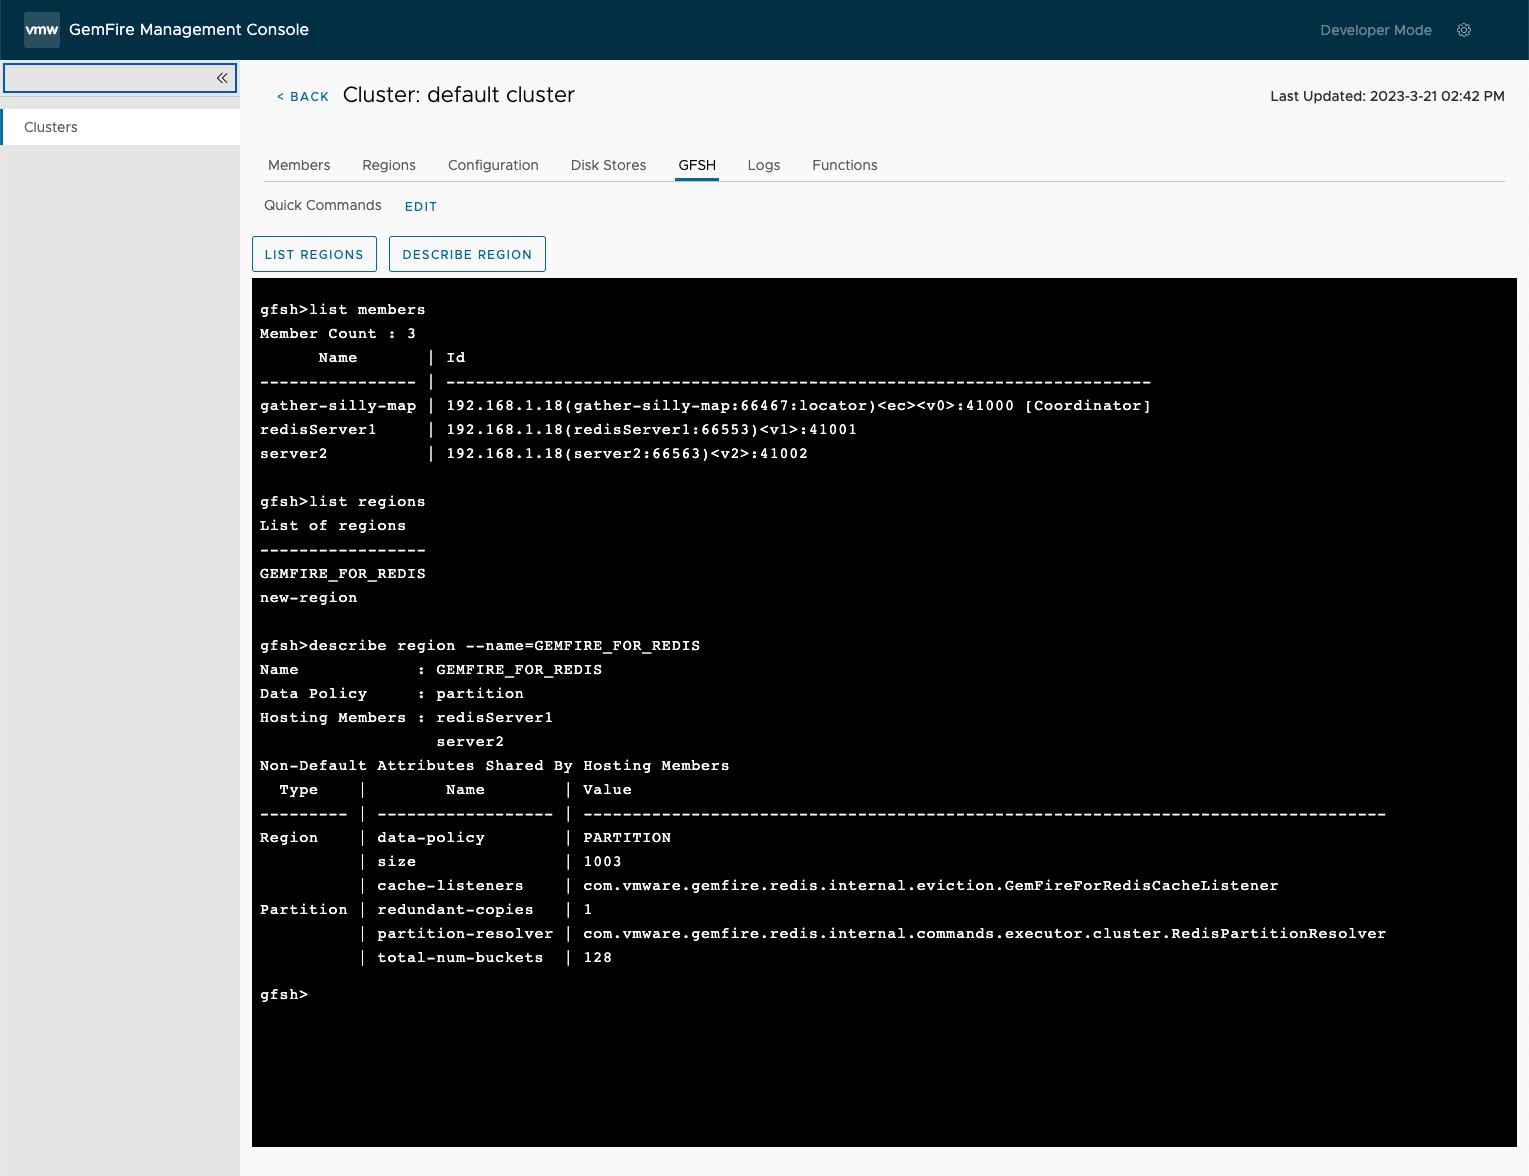 vmw GemFire Management Console
Developer Mode
Clusters
< BACK Cluster: default cluster
Last Updated: 2023-3-21 02:42 PM
Members Regions Configuration Disk Stores GFSH Logs Functions
Quick Commands EDIT
LIST REGIONS DESCRIBE REGION
gfsh>list members
Member Count : 3
      Name       | Id
---------------- | ------------------------------------------------------------------------
gather-silly-map | 192.168.1.18(gather-silly-map:66467:locator)<ec><v0>:41000 [Coordinator]
redisServer1     | 192.168.1.18(redisServer1:66553)<v1>:41001
server2          | 192.168.1.18(server2:66563)<v2>:41002
gfsh>list regions
List of regions
-----------------
GEMFIRE_FOR_REDIS
new-region
gfsh>describe region --name=GEMFIRE_FOR_REDIS
Name            : GEMFIRE_FOR_REDIS
Data Policy     : partition
Hosting Members : redisServer1
                  server2
Non-Default Attributes Shared By Hosting Members
  Type    |        Name        | Value
--------- | ------------------ | ----------------------------------------------------------------------------------
Region    | data-policy        | PARTITION
          | size               | 1003
          | cache-listeners    | com.vmware.gemfire.redis.internal.eviction.GemFireForRedisCacheListener
Partition | redundant-copies   | 1
          | partition-resolver | com.vmware.gemfire.redis.internal.commands.executor.cluster.RedisPartitionResolver
          | total-num-buckets  | 128
gfsh>